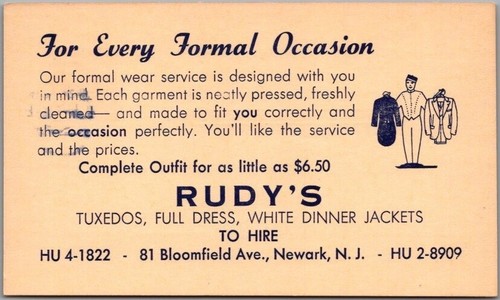 For Every Formal Occasion
Our formal wear service is designed with you
in mind. Each garment is neatly pressed, freshly
cleaned— and made to fit you correctly and
the occasion perfectly. You'll like the service
and the prices.
Complete Outfit for as little as $6.50
RUDY'S
TUXEDOS, FULL DRESS, WHITE DINNER JACKETS
TO HIRE
HU 4-1822 - 81 Bloomfield Ave., Newark, N. J. - HU 2-8909